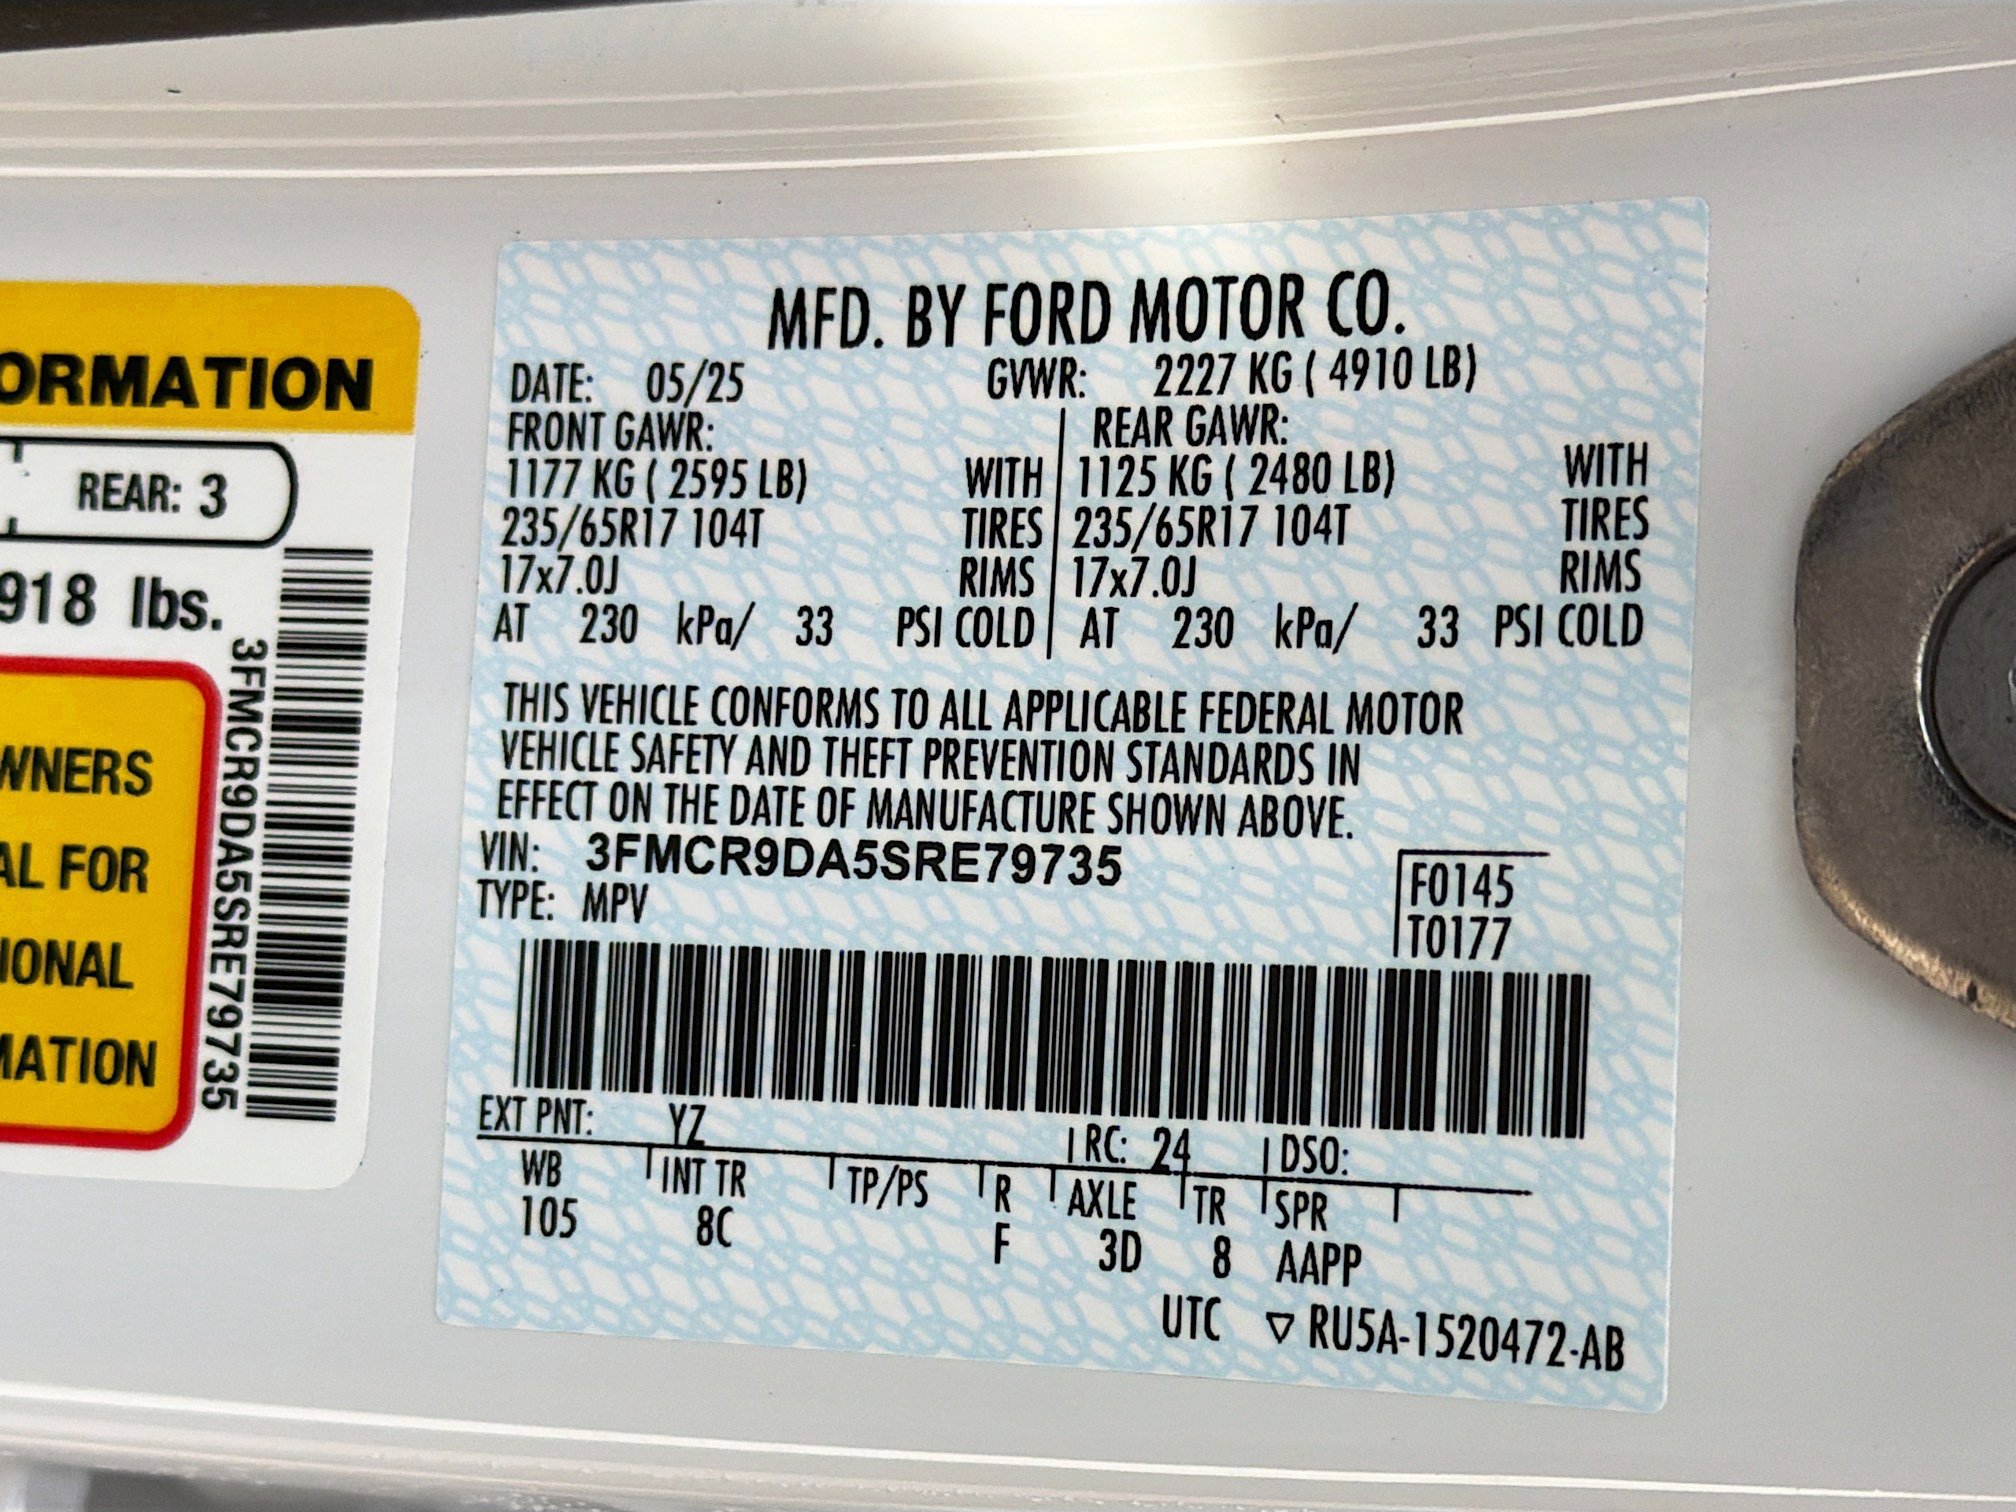 ORMATION
REAR: 3
918 lbs.
WNERS
AL FOR
IONAL
MATION
3FMCR9DA5SRE79735
MFD. BY FORD MOTOR CO.
DATE: 05/25 GVWR: 2227 KG ( 4910 LB)
FRONT GAWR: REAR GAWR:
1177 KG ( 2595 LB) WITH 1125 KG ( 2480 LB) WITH
235/65R17 104T TIRES 235/65R17 104T TIRES
17x7.0J RIMS 17x7.0J RIMS
AT 230 kPa/ 33 PSI COLD AT 230 kPa/ 33 PSI COLD
THIS VEHICLE CONFORMS TO ALL APPLICABLE FEDERAL MOTOR
VEHICLE SAFETY AND THEFT PREVENTION STANDARDS IN
EFFECT ON THE DATE OF MANUFACTURE SHOWN ABOVE.
VIN: 3FMCR9DA5SRE79735
TYPE: MPV
F0145
T0177
EXT PNT: YZ RC: 24 DSO:
WB INT TR TP/PS R AXLE TR SPR
105 8C F 3D 8 AAPP
UTC ▽ RU5A-1520472-AB